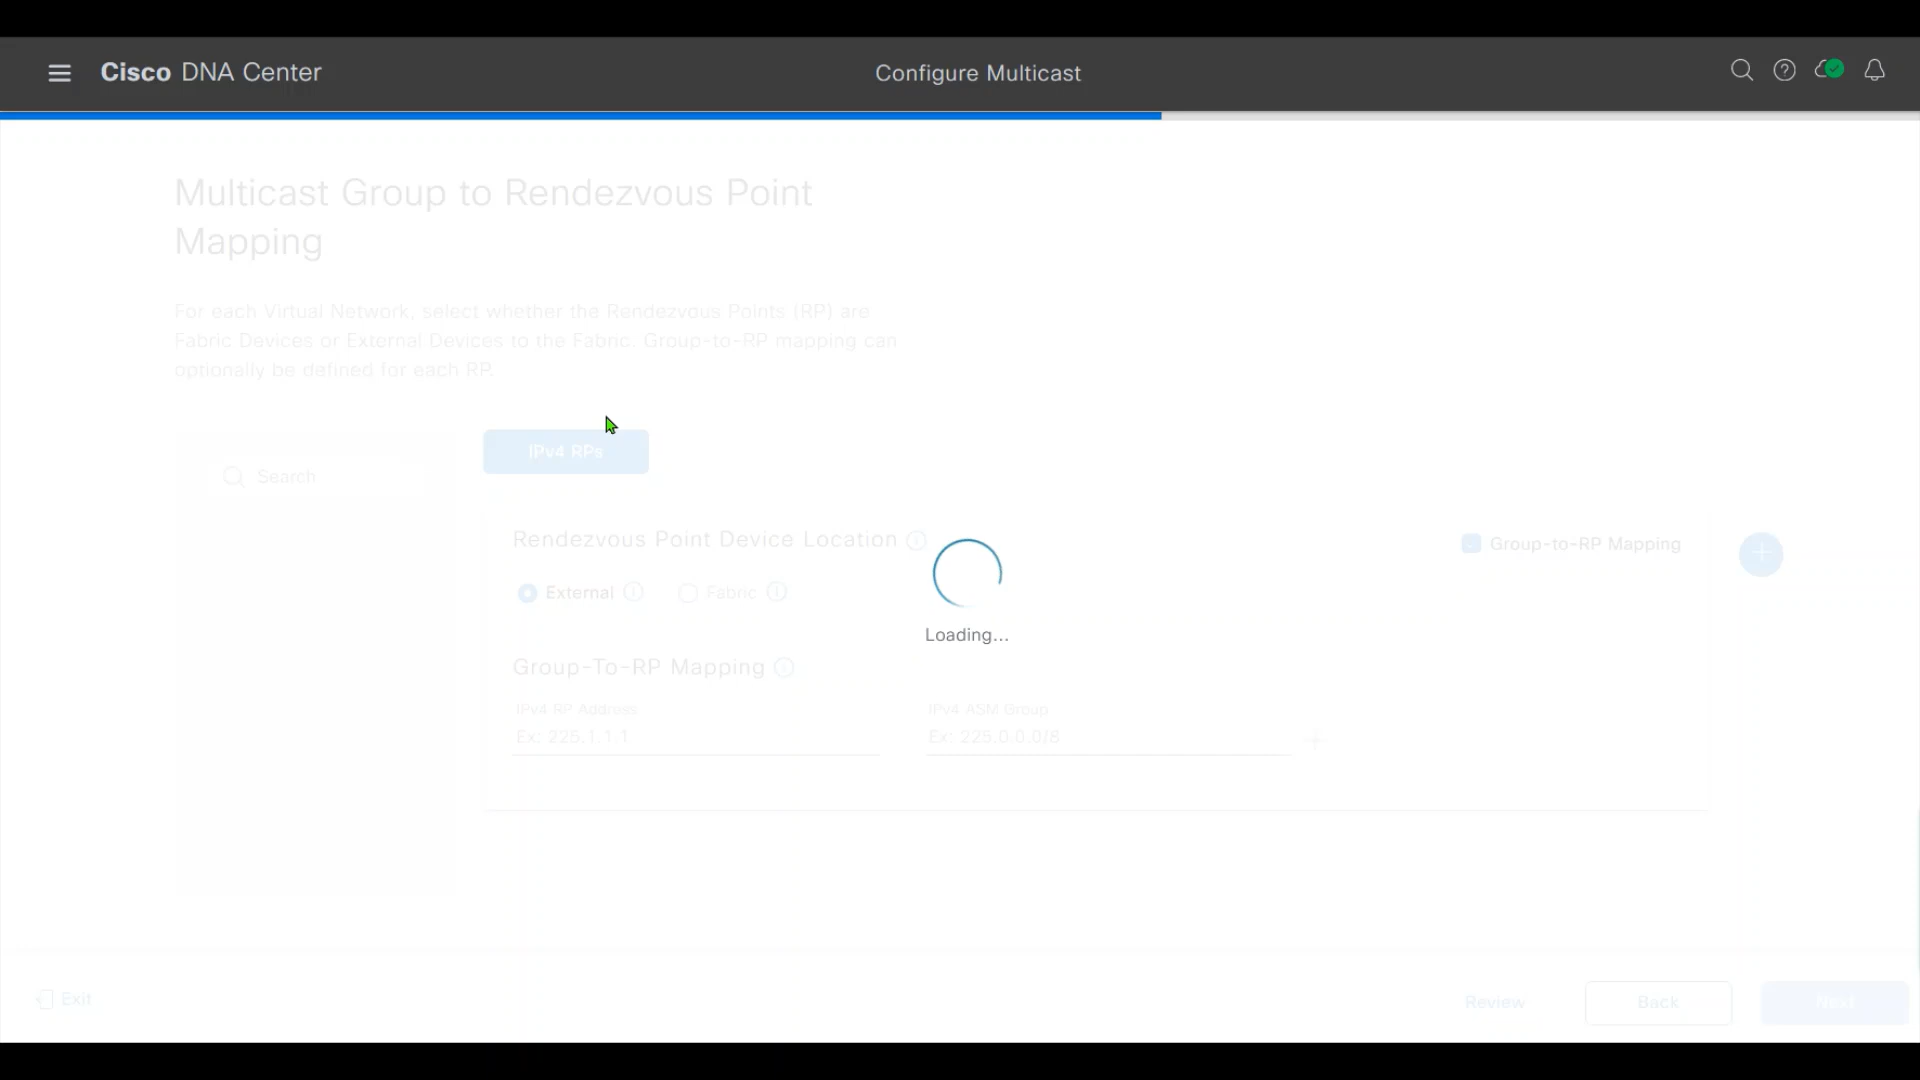 Cisco DNA Center
Configure Multicast
Multicast Group to Rendezvous Point
Mapping
For each Virtual Network, select whether the Rendezvous Points (RP) are
Fabric Devices or External Devices to the Fabric. Group-to-RP mapping can
optionally be defined for each RP.
IPv4 RPs
Search
Rendezvous Point Device Location
Group-to-RP Mapping
External
Fabric
Loading...
Group-To-RP Mapping
IPv4 RP Address
IPv4 ASM Group
Ex: 225.1.1.1
Ex: 225.0.0.0/8
Exit
Review
Back
Next